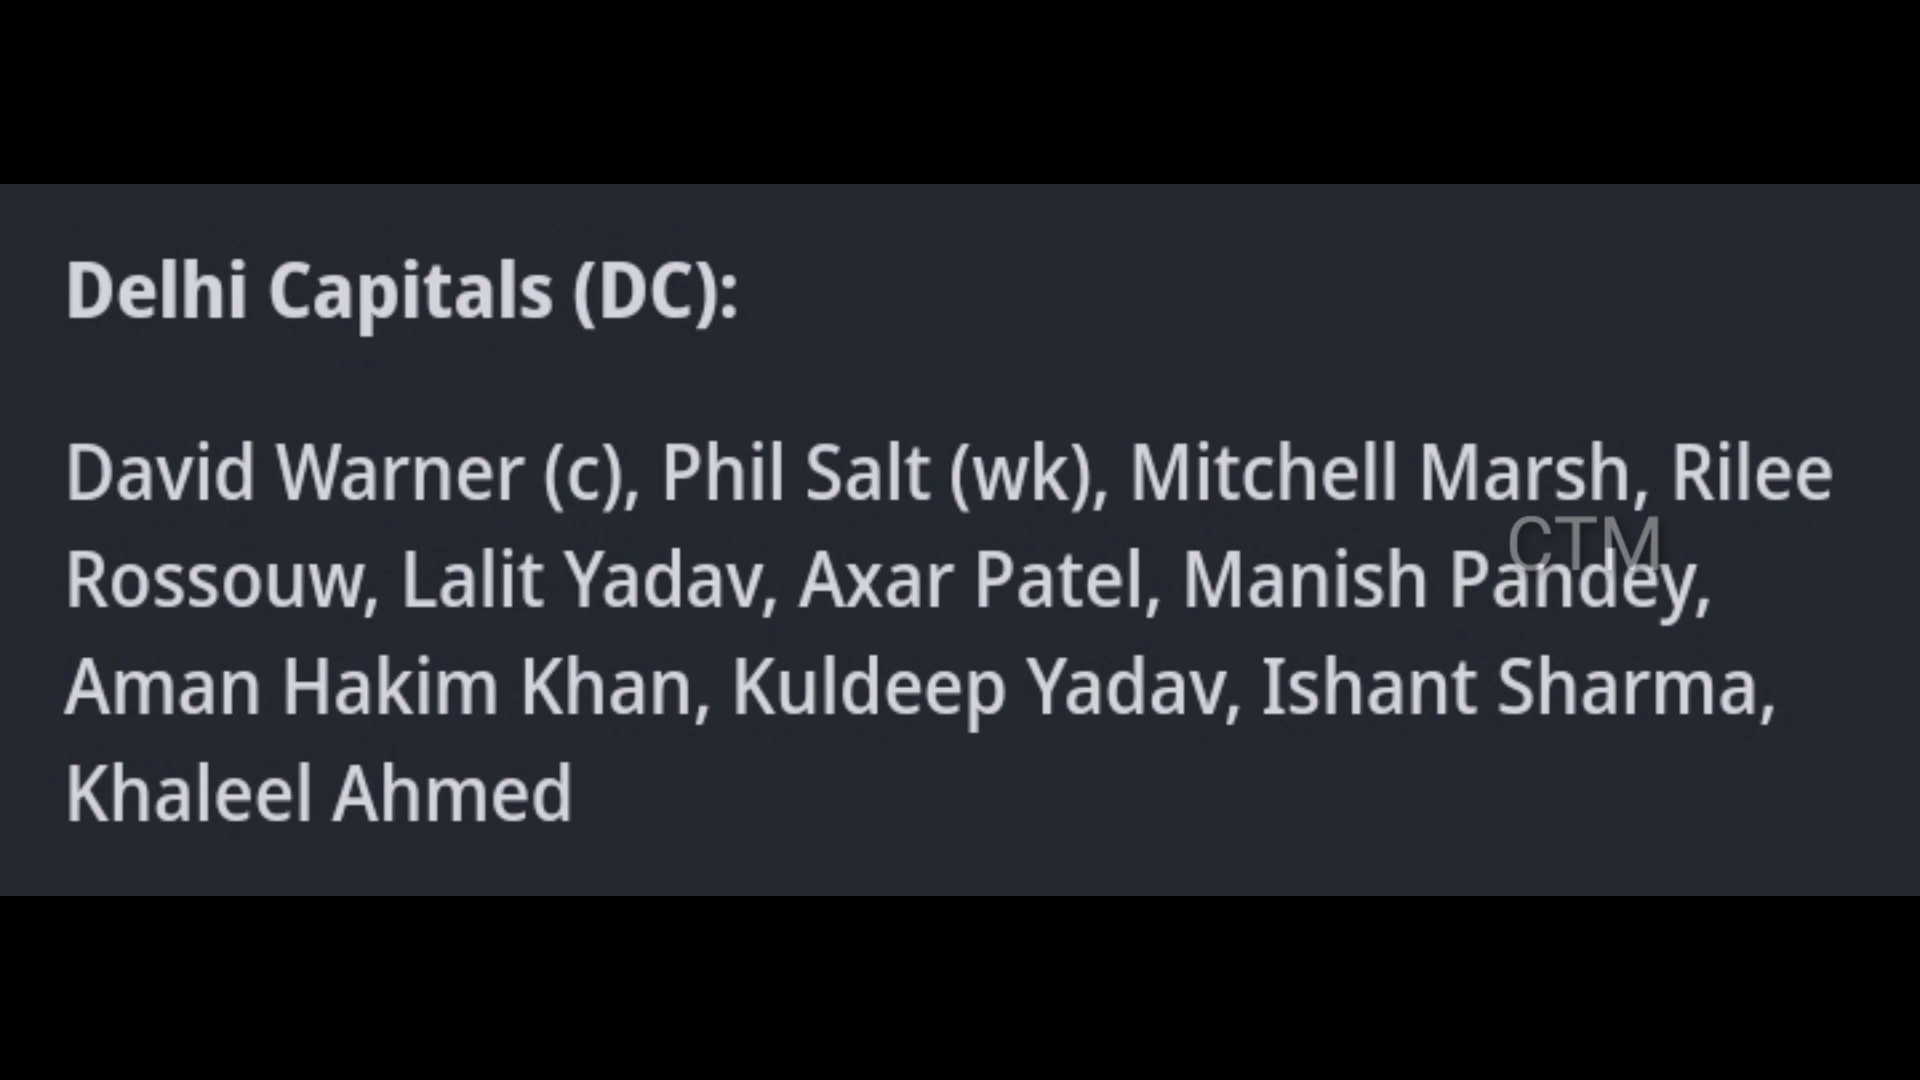 Delhi Capitals (DC):
David Warner (c), Phil Salt (wk), Mitchell Marsh, Rilee
CTM
Rossouw, Lalit Yadav, Axar Patel, Manish Pandey,
Aman Hakim Khan, Kuldeep Yadav, Ishant Sharma,
Khaleel Ahmed